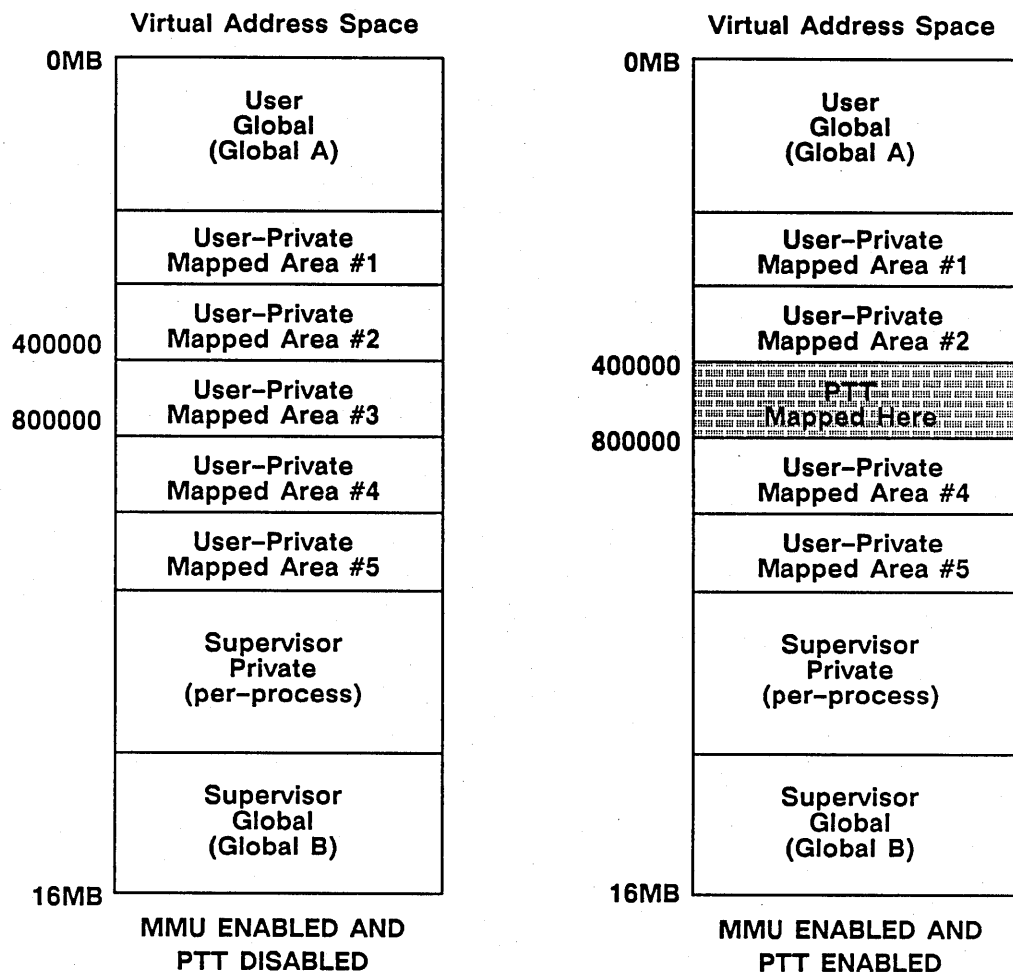 Virtual Address Space
0MB
User
Global
(Global A)
User–Private
Mapped Area #1
User–Private
Mapped Area #2
400000
User–Private
Mapped Area #3
800000
User–Private
Mapped Area #4
User–Private
Mapped Area #5
Supervisor
Private
(per–process)
Supervisor
Global
(Global B)
16MB
MMU ENABLED AND
PTT DISABLED
Virtual Address Space
0MB
User
Global
(Global A)
User–Private
Mapped Area #1
User–Private
Mapped Area #2
400000
PTT
Mapped Here
800000
User–Private
Mapped Area #4
User–Private
Mapped Area #5
Supervisor
Private
(per–process)
Supervisor
Global
(Global B)
16MB
MMU ENABLED AND
PTT ENABLED